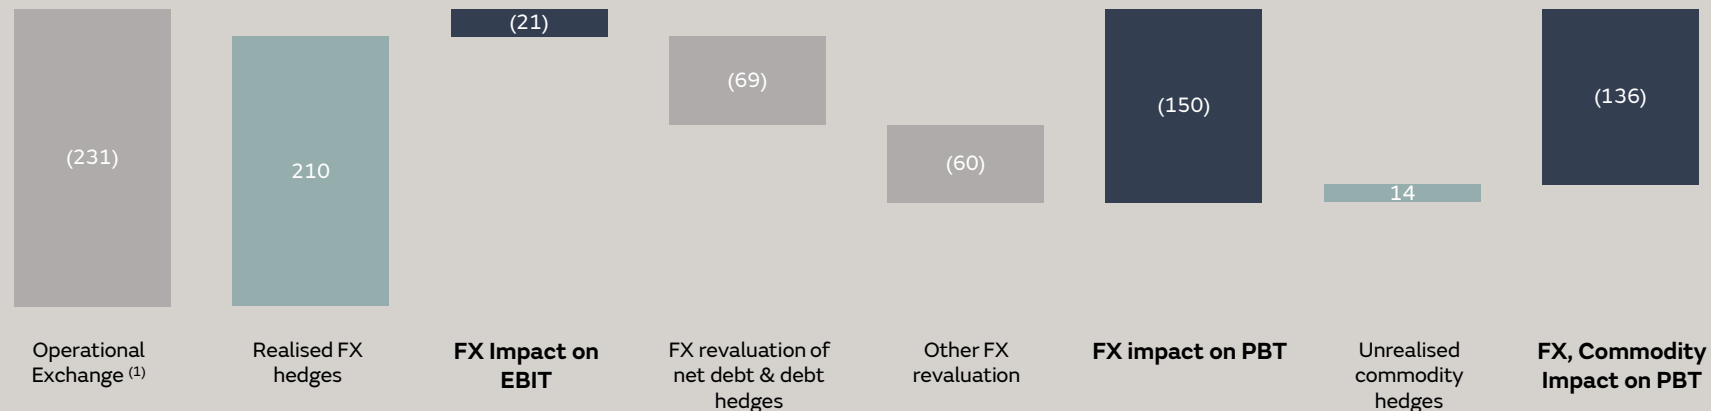 (231)
210
(21)
(69)
(60)
(150)
14
(136)
Operational
Exchange (1)
Realised FX
hedges
FX Impact on
EBIT
FX revaluation of
net debt & debt
hedges
Other FX
revaluation
FX impact on PBT
Unrealised
commodity
hedges
FX, Commodity
Impact on PBT